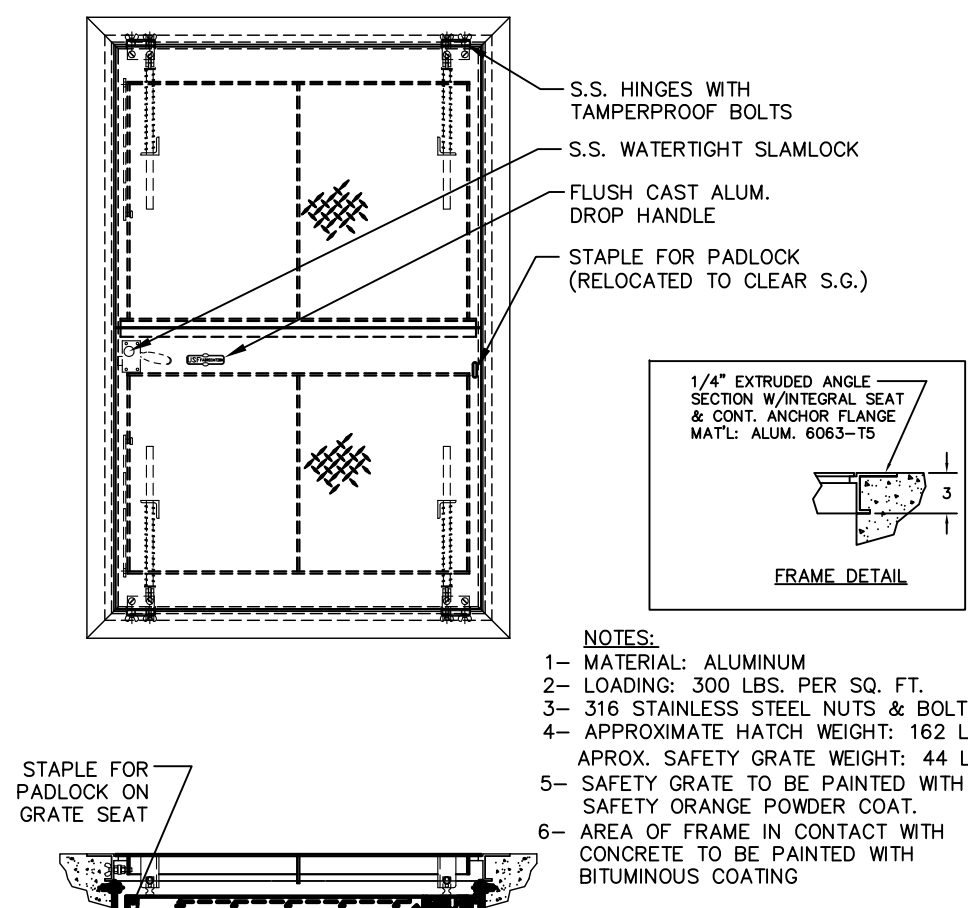 S.S. HINGES WITH
TAMPERPROOF BOLTS
S.S. WATERTIGHT SLAMLOCK
FLUSH CAST ALUM.
DROP HANDLE
STAPLE FOR PADLOCK
(RELOCATED TO CLEAR S.G.)
USF FABRICATION
1/4" EXTRUDED ANGLE
SECTION W/INTEGRAL SEAT
& CONT. ANCHOR FLANGE
MAT'L: ALUM. 6063-T5
3
FRAME DETAIL
NOTES:
1- MATERIAL: ALUMINUM
2- LOADING: 300 LBS. PER SQ. FT.
3- 316 STAINLESS STEEL NUTS & BOLT
4- APPROXIMATE HATCH WEIGHT: 162 L
APROX. SAFETY GRATE WEIGHT: 44 L
5- SAFETY GRATE TO BE PAINTED WITH
SAFETY ORANGE POWDER COAT.
6- AREA OF FRAME IN CONTACT WITH
CONCRETE TO BE PAINTED WITH
BITUMINOUS COATING
STAPLE FOR
PADLOCK ON
GRATE SEAT